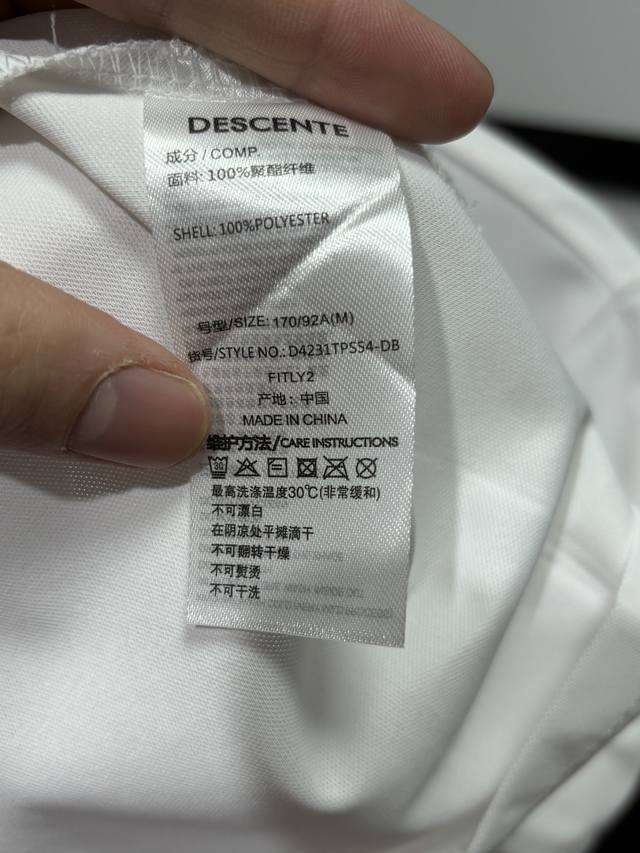 DESCENTE
成分 / COMP.
面料: 100%聚酯纤维
SHELL: 100%POLYESTER
号型/SIZE: 170/92A(M)
号/STYLE NO.: D4231TPS54-DB
FITLY2
产地: 中国
MADE IN CHINA
维护方法/CARE INSTRUCTIONS
30
最高洗涤温度30℃(非常缓和)
不可漂白
在阴凉处平摊滴干
不可翻转干燥
不可熨烫
不可干洗